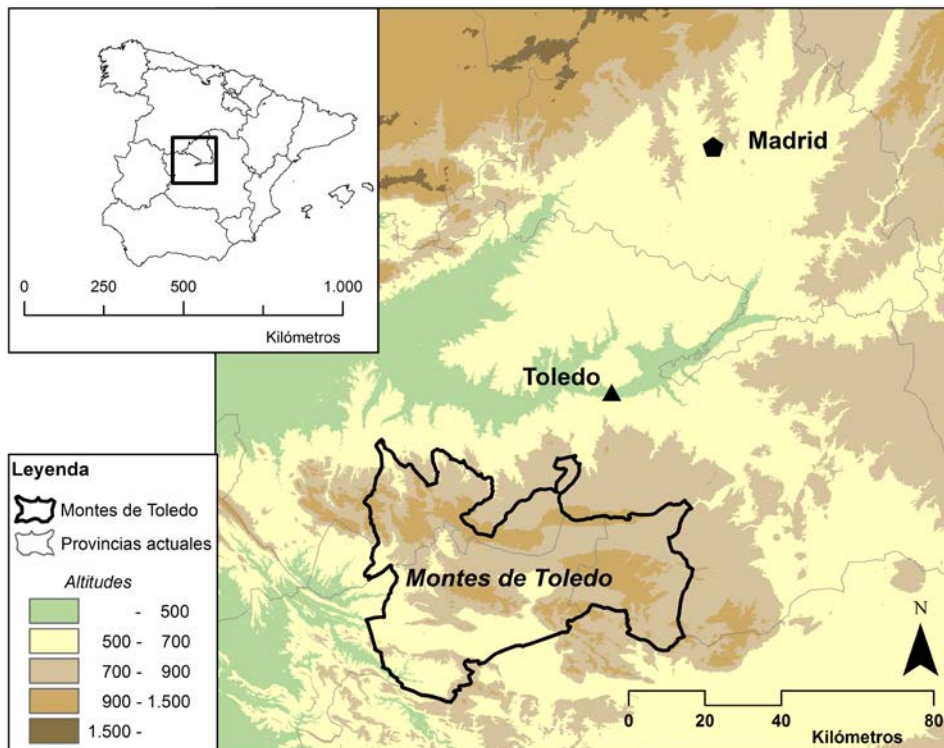 0 250 500 1.000
Kilómetros
Madrid
Toledo
Montes de Toledo
Leyenda
Montes de Toledo
Provincias actuales
Altitudes
- 500
500 - 700
700 - 900
900 - 1.500
1.500 -
N
0 20 40 80
Kilómetros